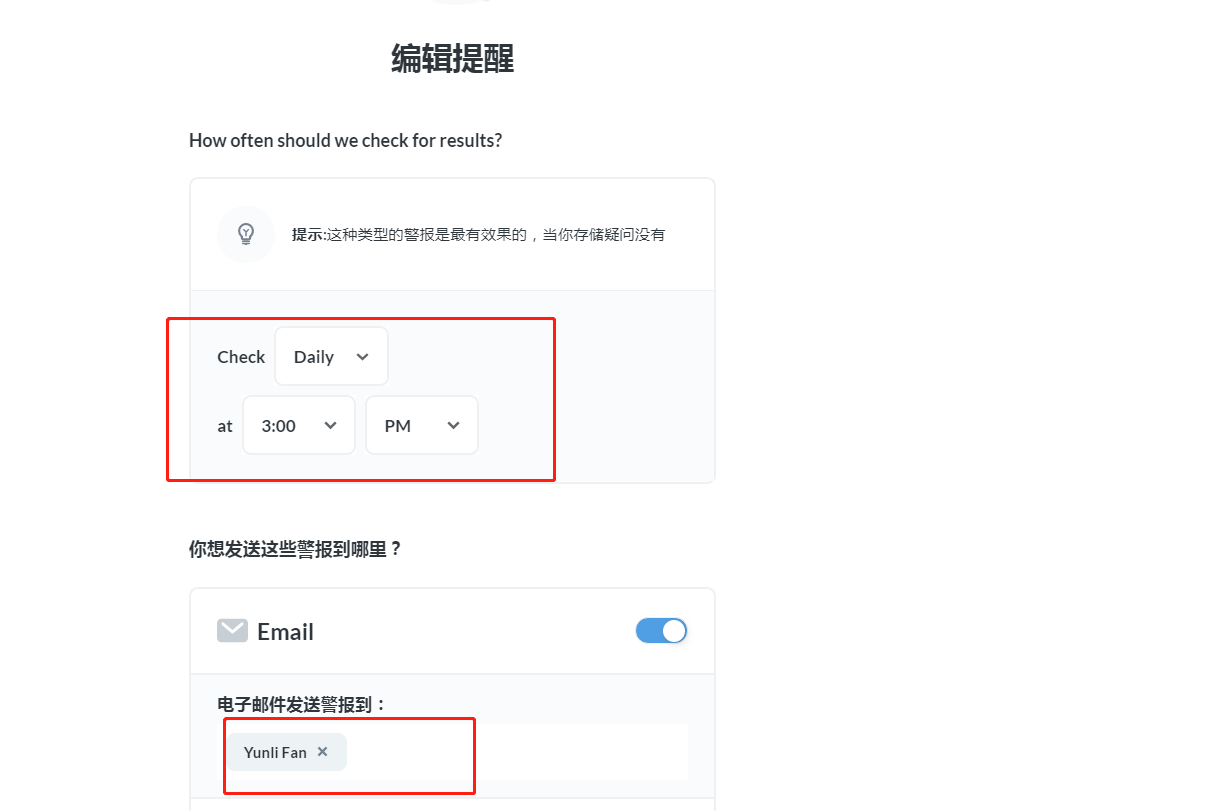 编辑提醒
How often should we check for results?
提示:这种类型的警报是最有效果的，当你存储疑问没有
Check Daily
at 3:00 PM
你想发送这些警报到哪里？
Email
电子邮件发送警报到：
Yunli Fan ×